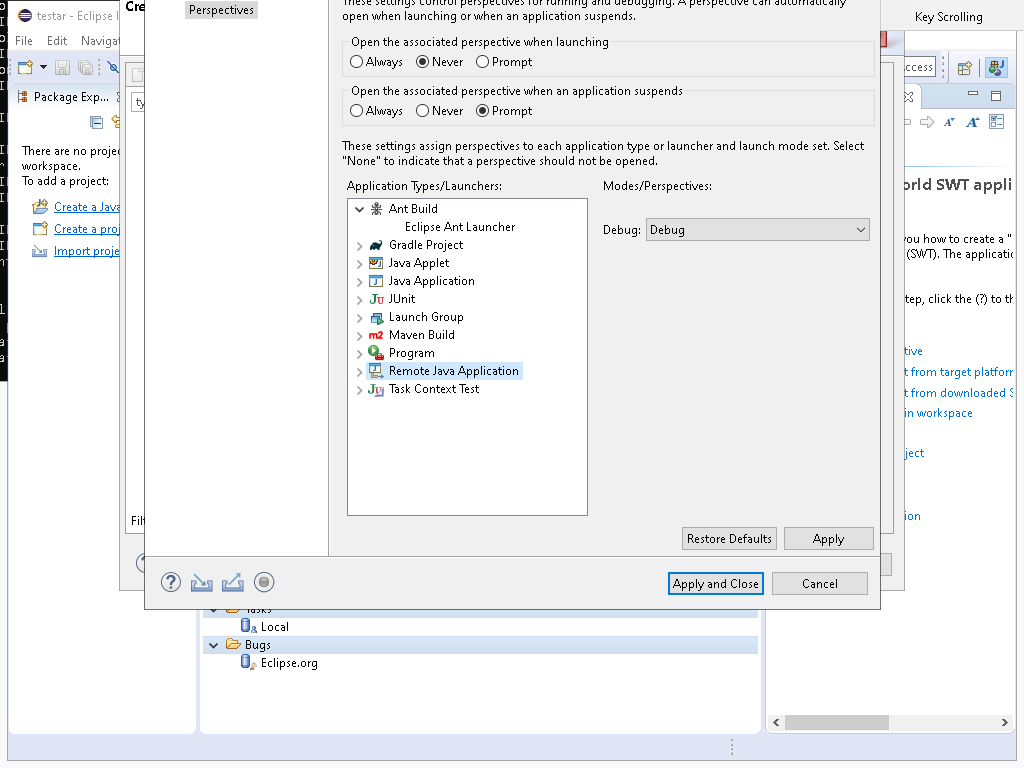 testar - Eclipse I
Cre
Perspectives
These settings control perspectives for running and debugging. A perspective can automatically
open when launching or when an application suspends.
Key Scrolling
File Edit Navigat
Open the associated perspective when launching
Always Never Prompt
ccess
Package Exp...
Open the associated perspective when an application suspends
ty
Always Never Prompt
There are no proje
workspace.
To add a project:
Create a Java
Create a proj
Import proje
These settings assign perspectives to each application type or launcher and launch mode set. Select
"None" to indicate that a perspective should not be opened.
Application Types/Launchers:
Modes/Perspectives:
Ant Build
Eclipse Ant Launcher
Gradle Project
Java Applet
Java Application
JUnit
Launch Group
Maven Build
Program
Remote Java Application
Task Context Test
Debug: Debug
orld SWT appli
you how to create a "
(SWT). The applicatic
tep, click the (?) to th
tive
t from target platforr
t from downloaded S
in workspace
ject
ion
Filt
Restore Defaults Apply
Apply and Close Cancel
Tasks
Local
Bugs
Eclipse.org